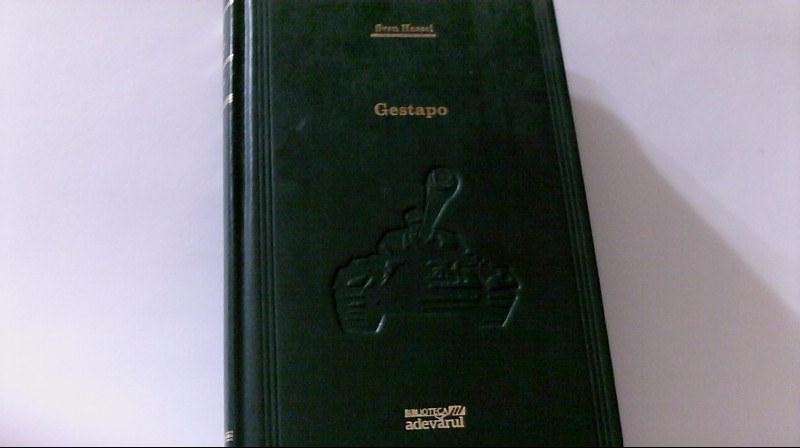 Sven Hassel
Gestapo
BIBLIOTECA
adevărul